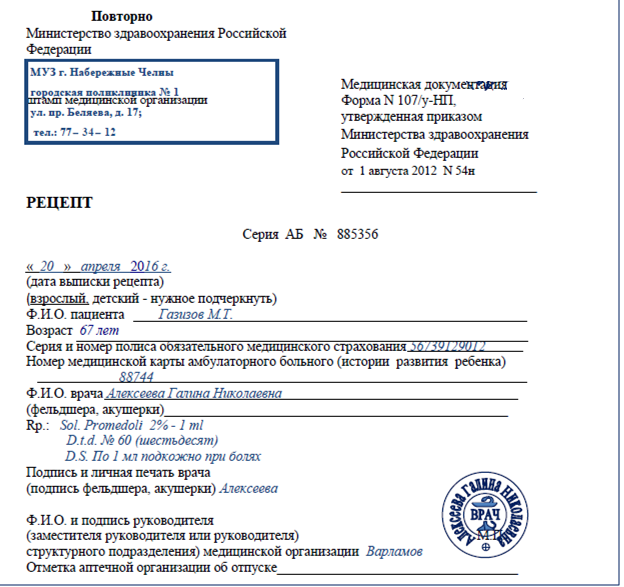 Повторно
Министерство здравоохранения Российской
Федерации
МУЗ г. Набережные Челны
городская поликлиника № 1
штамп медицинской организации
ул. пр. Беляева, д. 17;
тел.: 77– 34 – 12
Медицинская документация
Форма N 107/у-НП,
утвержденная приказом
Министерства здравоохранения
Российской Федерации
от 1 августа 2012 N 54н
РЕЦЕПТ
Серия АБ № 885356
« 20 » апреля 2016 г.
(дата выписки рецепта)
(взрослый, детский - нужное подчеркнуть)
Ф.И.О. пациента Газизов М.Т.
Возраст 67 лет
Серия и номер полиса обязательного медицинского страхования 56739129012
Номер медицинской карты амбулаторного больного (истории развития ребенка)
88744
Ф.И.О. врача Алексеева Галина Николаевна
(фельдшера, акушерки)
Rp.: Sol. Promedoli 2% - 1 ml
D.t.d. № 60 (шестьдесят)
D.S. По 1 мл подкожно при болях
Подпись и личная печать врача
(подпись фельдшера, акушерки) Алексеева
Алексеева Галина Николаевна
ВРАЧ
М.П.
Ф.И.О. и подпись руководителя
(заместителя руководителя или руководителя)
структурного подразделения) медицинской организации Варламов
Отметка аптечной организации об отпуске